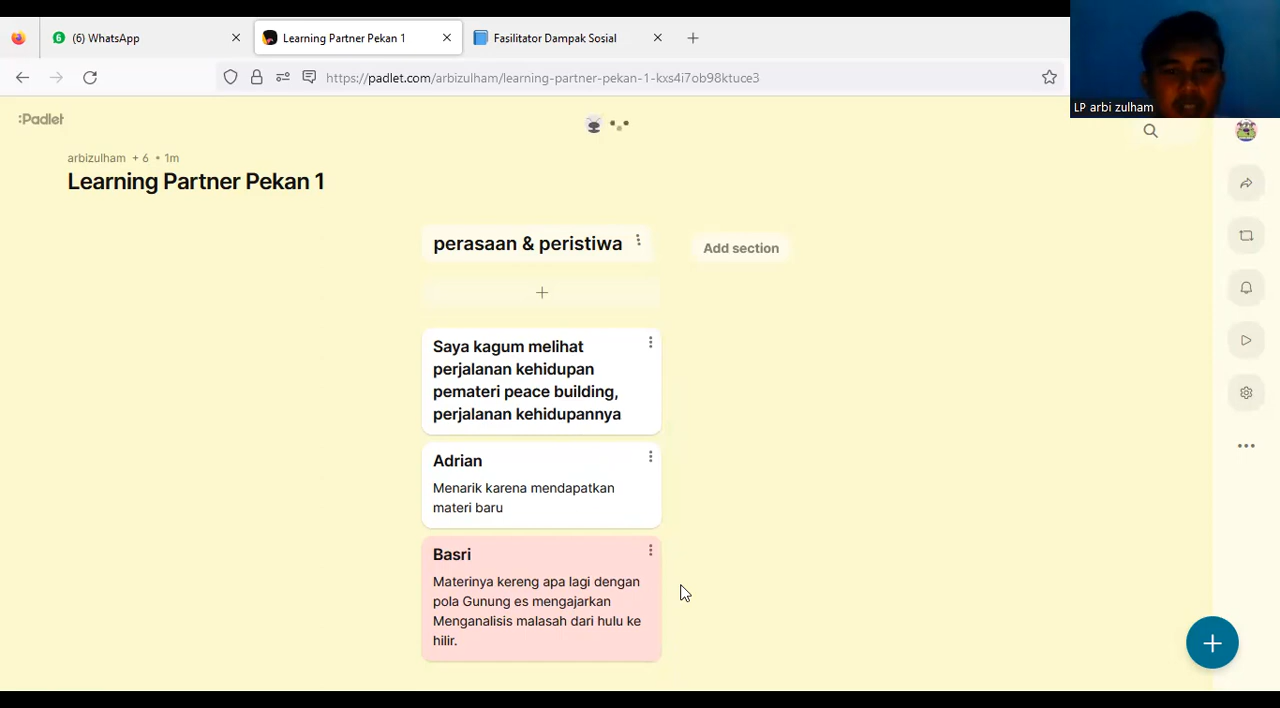 (6) WhatsApp
Learning Partner Pekan 1
Fasilitator Dampak Sosial
https://padlet.com/arbizulham/learning-partner-pekan-1-kxs4i7ob98ktuce3
LP arbi zulham
:Padlet
arbizulham + 6 • 1m
Learning Partner Pekan 1
perasaan & peristiwa
Add section
Saya kagum melihat
perjalanan kehidupan
pemateri peace building,
perjalanan kehidupannya
Adrian
Menarik karena mendapatkan
materi baru
Basri
Materinya kereng apa lagi dengan
pola Gunung es mengajarkan
Menganalisis malasah dari hulu ke
hilir.